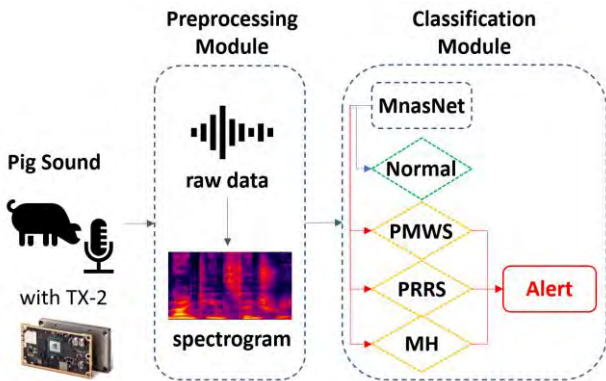 Preprocessing
Module
Classification
Module
Pig Sound
with TX-2
raw data
spectrogram
MnasNet
Normal
PMWS
PRRS
MH
Alert